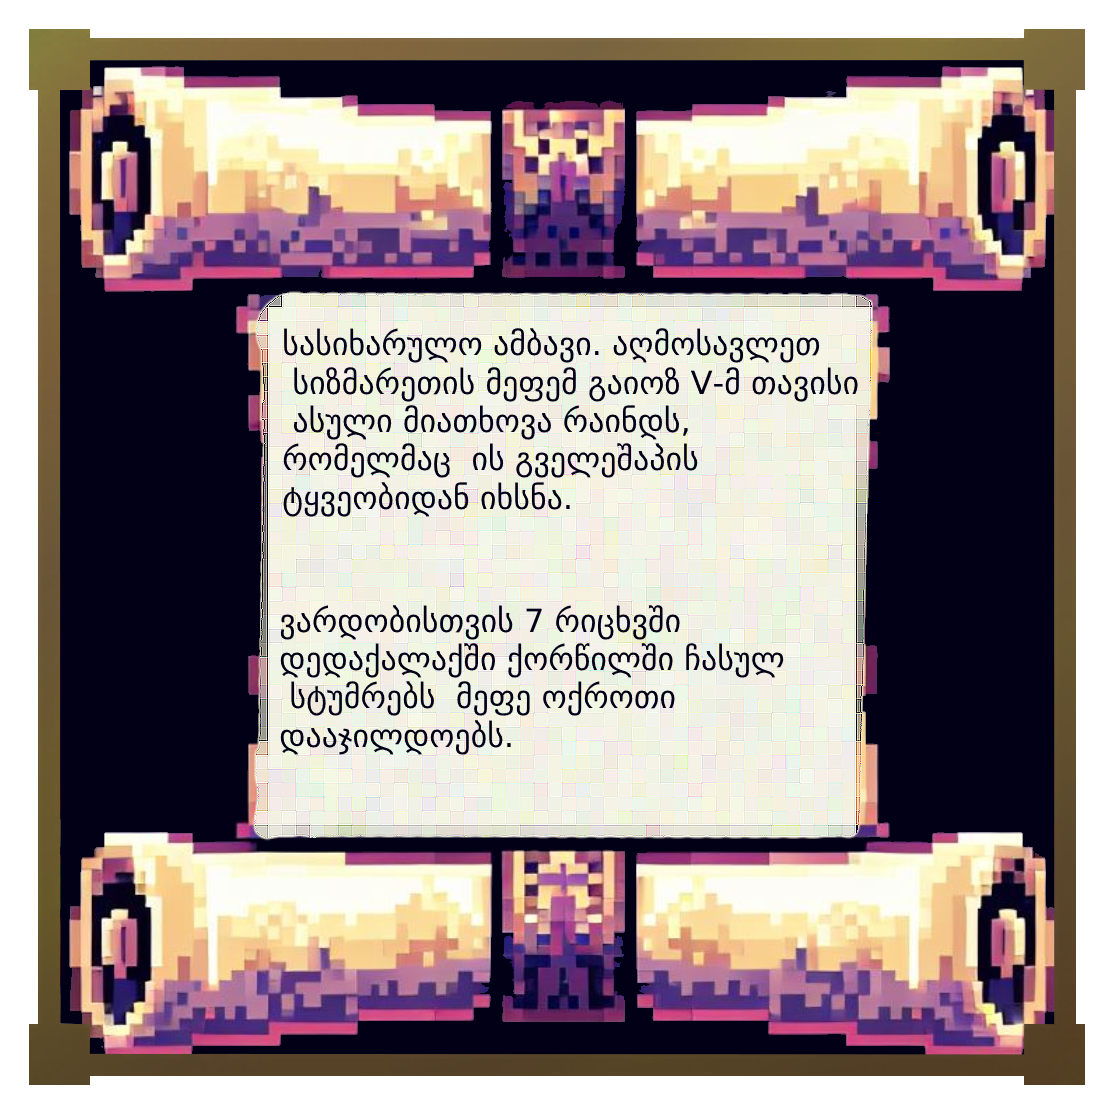 სასიხარულო ამბავი. აღმოსავლეთ
სიზმარეთის მეფემ გაიოზ V-მ თავისი
ასული მიათხოვა რაინდს,
რომელმაც ის გველეშაპის
ტყვეობიდან იხსნა.
ვარდობისთვის 7 რიცხვში
დედაქალაქში ქორწილში ჩასულ
სტუმრებს მეფე ოქროთი
დააჯილდოებს.